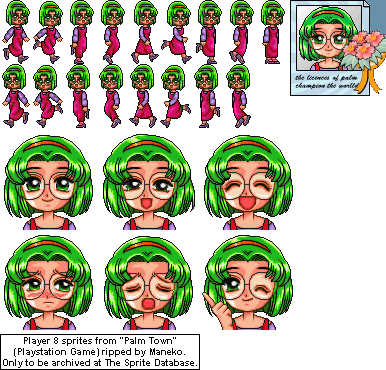 the licences of palm
champion the world
Player 8 sprites from "Palm Town"
(Playstation Game)ripped by Maneko.
Only to be archived at The Sprite Database.